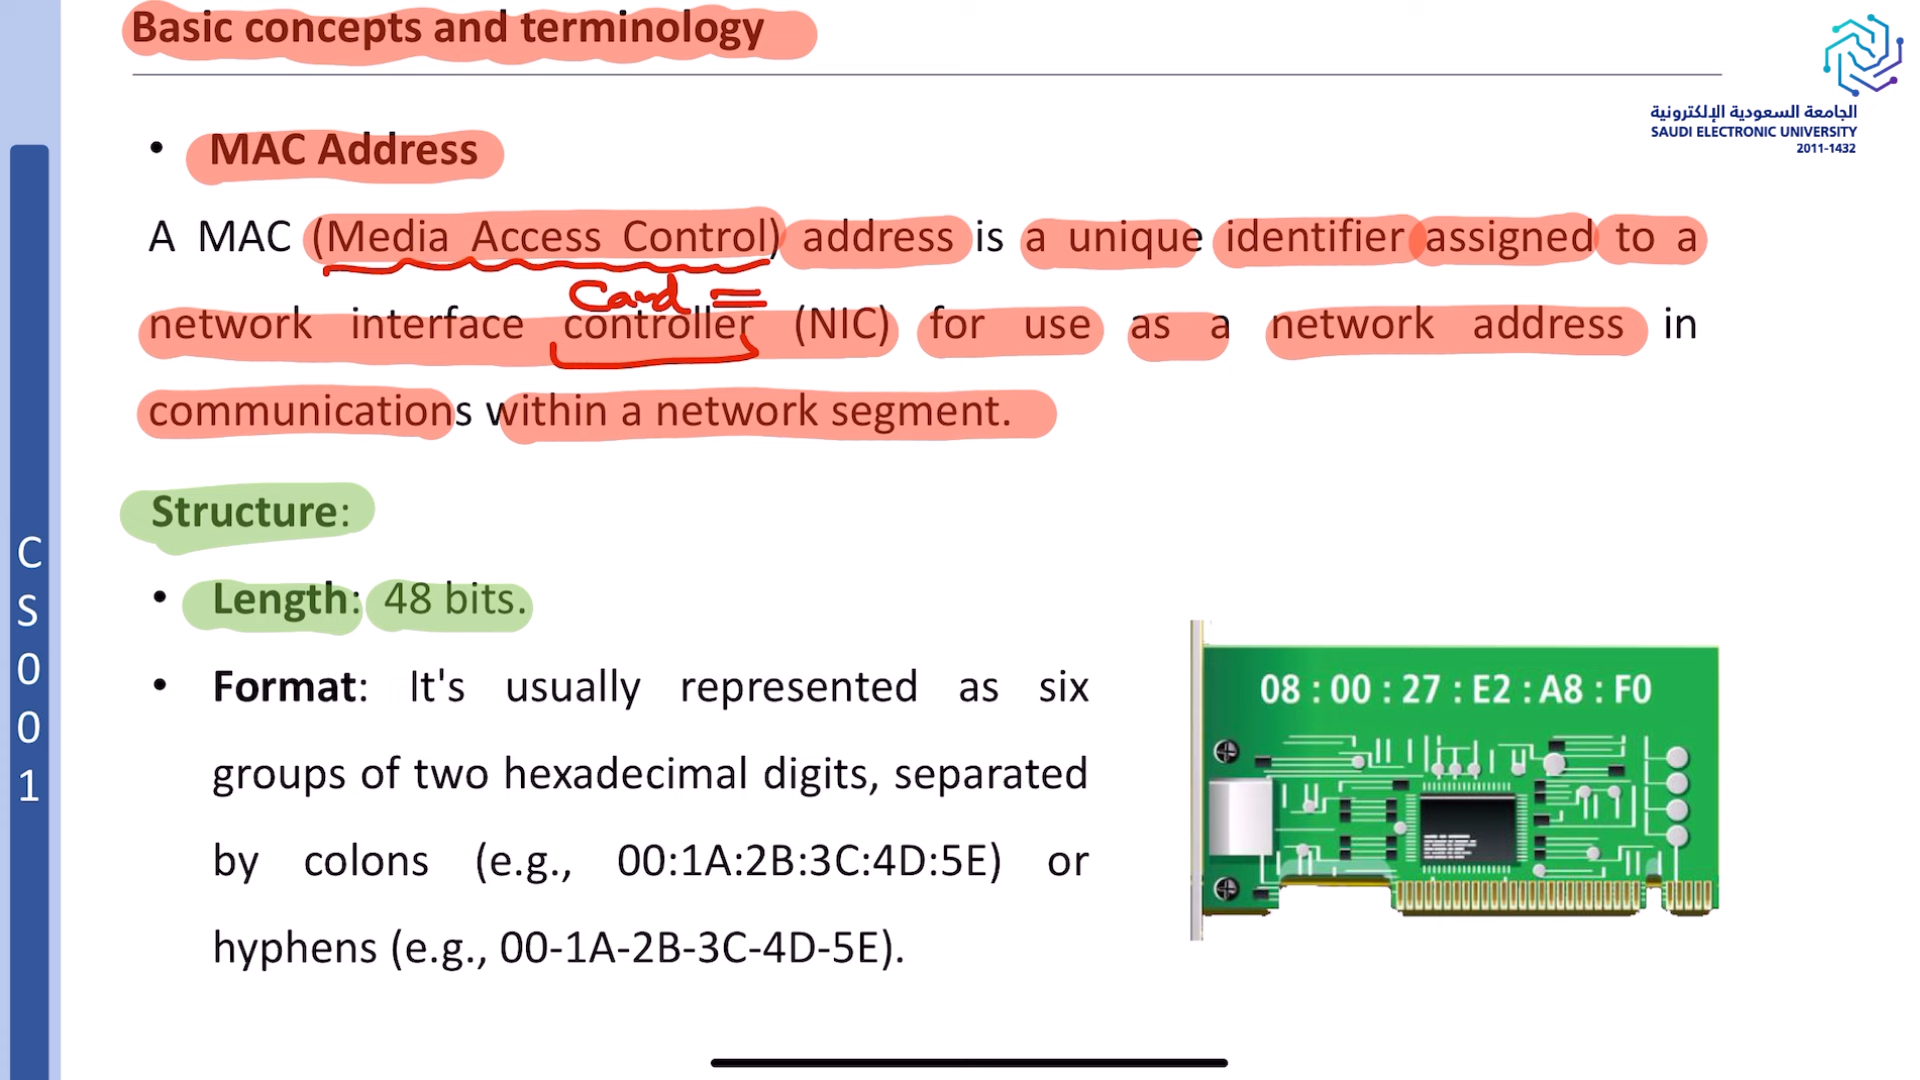 Basic concepts and terminology
الجامعة السعودية الإلكترونية
SAUDI ELECTRONIC UNIVERSITY
2011-1432
• MAC Address
A MAC (Media Access Control) address is a unique identifier assigned to a
Card =
network interface controller (NIC) for use as a network address in
communications within a network segment.
Structure:
• Length: 48 bits.
• Format: It's usually represented as six
groups of two hexadecimal digits, separated
by colons (e.g., 00:1A:2B:3C:4D:5E) or
hyphens (e.g., 00-1A-2B-3C-4D-5E).
08 : 00 : 27 : E2 : A8 : F0
C
S
0
0
1